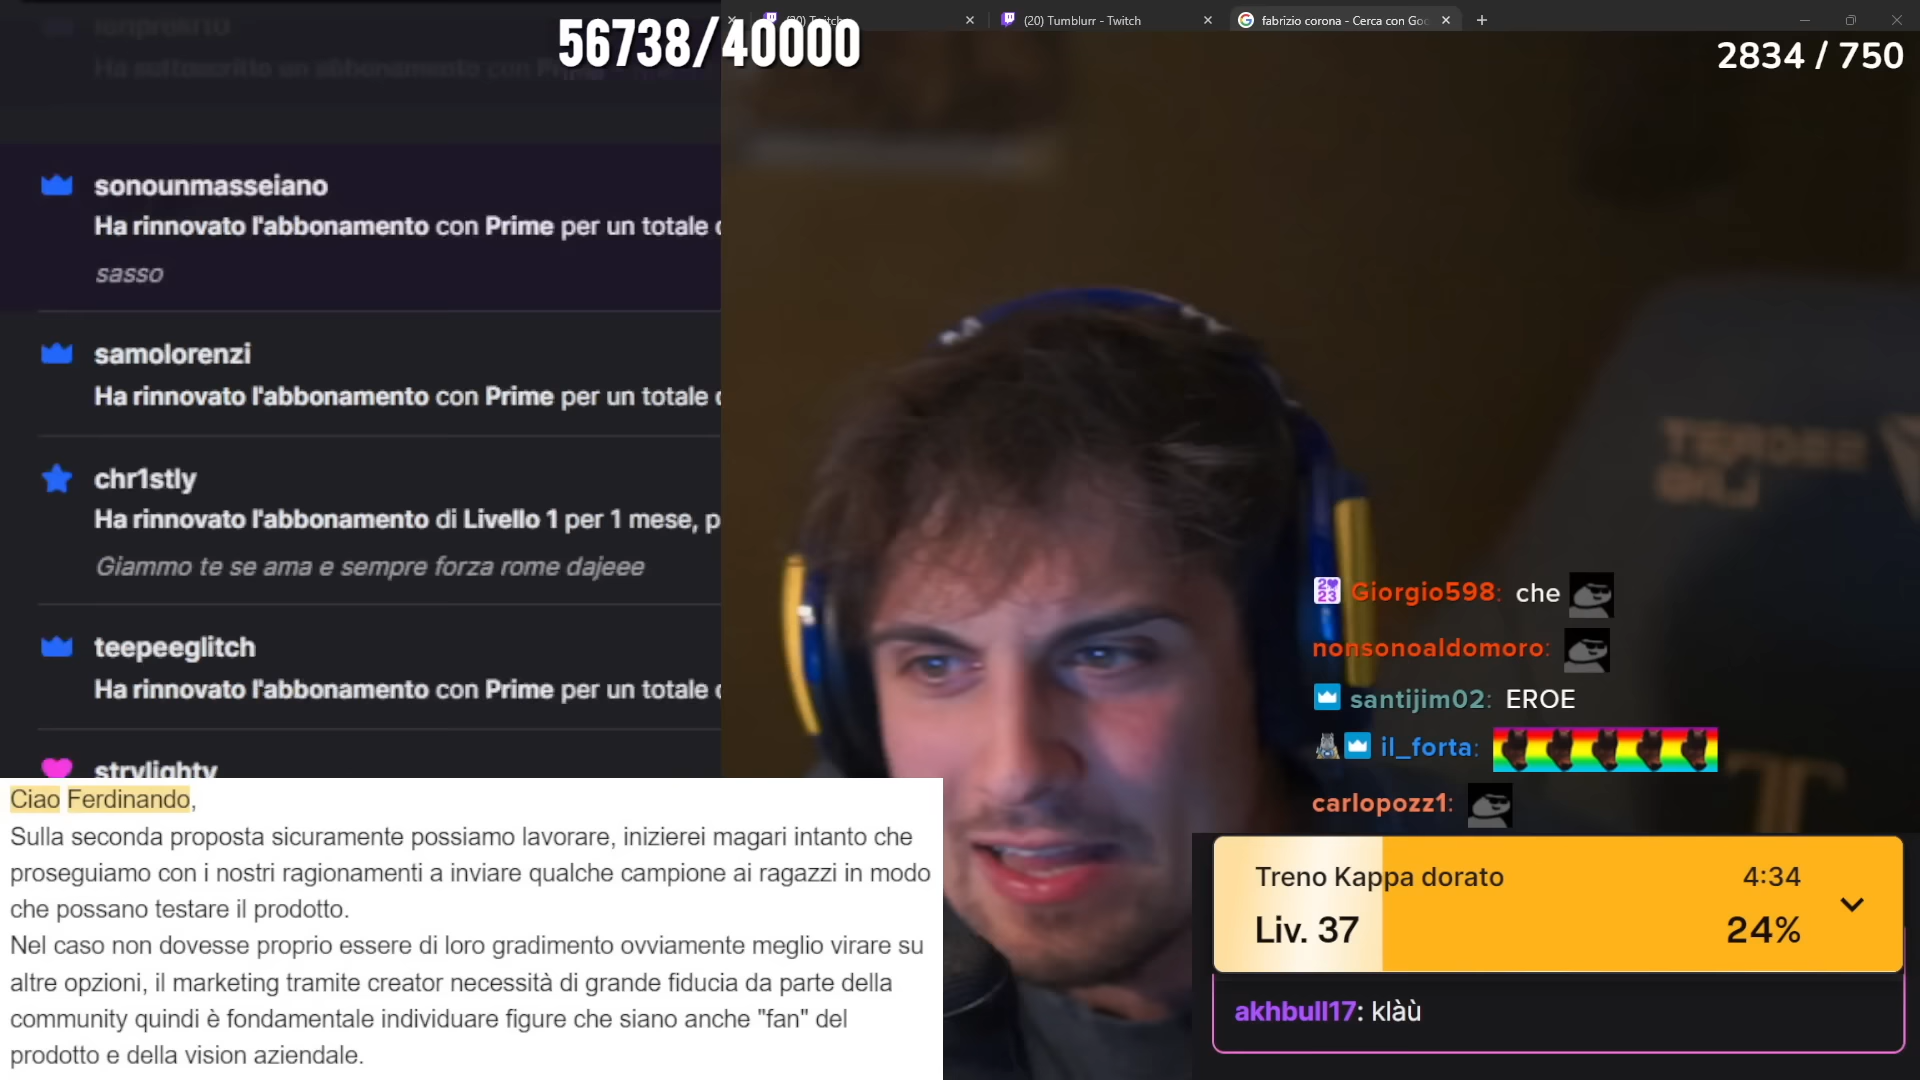 (20) Twitch
(20) Tumblurr - Twitch
fabrizio corona - Cerca con Goo
56738/40000
2834 / 750
sonounmasseiano
Ha rinnovato l'abbonamento con Prime per un totale
sasso
samolorenzi
Ha rinnovato l'abbonamento con Prime per un totale
chr1stly
Ha rinnovato l'abbonamento di Livello 1 per 1 mese, p
Giammo te se ama e sempre forza rome dajeee
teepeeglitch
Ha rinnovato l'abbonamento con Prime per un totale
strylighty
SECRET
LAB
Giorgio598: che
nonsonoaldomoro:
santijim02: EROE
il_forta:
carlopozz1:
Treno Kappa dorato 4:34
Liv. 37 24%
akhbull17: klàù
Ciao Ferdinando,
Sulla seconda proposta sicuramente possiamo lavorare, inizierei magari intanto che
proseguiamo con i nostri ragionamenti a inviare qualche campione ai ragazzi in modo
che possano testare il prodotto.
Nel caso non dovesse proprio essere di loro gradimento ovviamente meglio virare su
altre opzioni, il marketing tramite creator necessità di grande fiducia da parte della
community quindi è fondamentale individuare figure che siano anche "fan" del
prodotto e della vision aziendale.